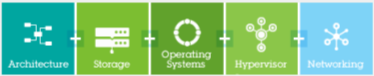 Architecture
Storage
Operating
Systems
Hypervisor
Networking